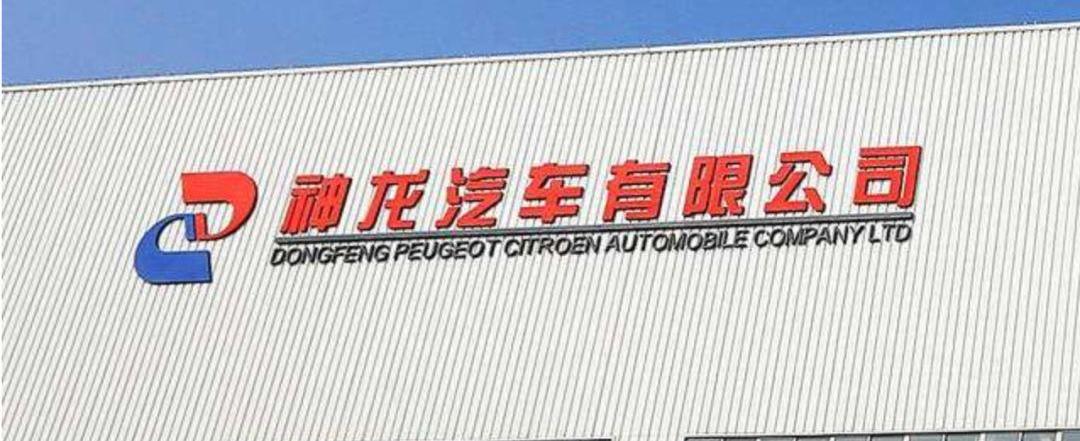 神龙汽车有限公司
DONGFENG PEUGEOT CITROEN AUTOMOBILE COMPANY LTD